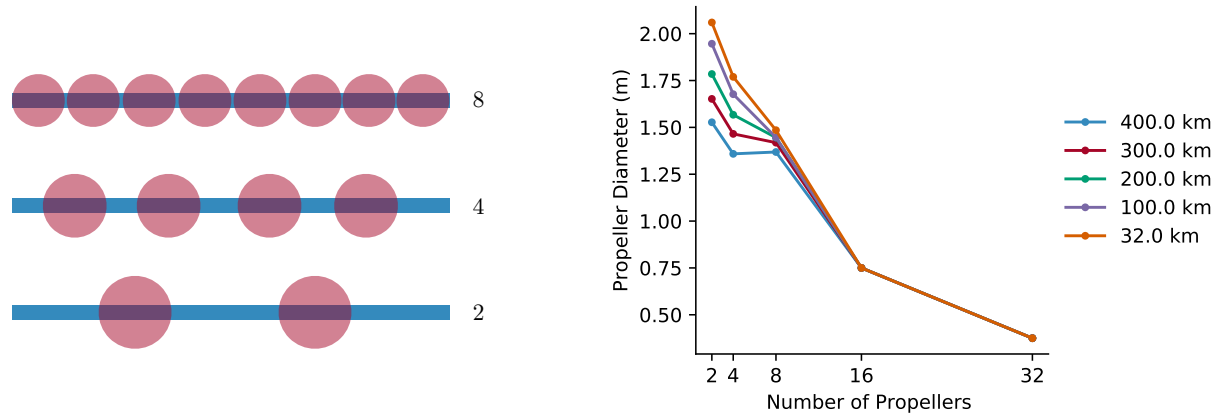 8
4
2
2.00
1.75
1.50
1.25
1.00
0.75
0.50
Propeller Diameter (m)
2 4 8 16 32
Number of Propellers
400.0 km
300.0 km
200.0 km
100.0 km
32.0 km